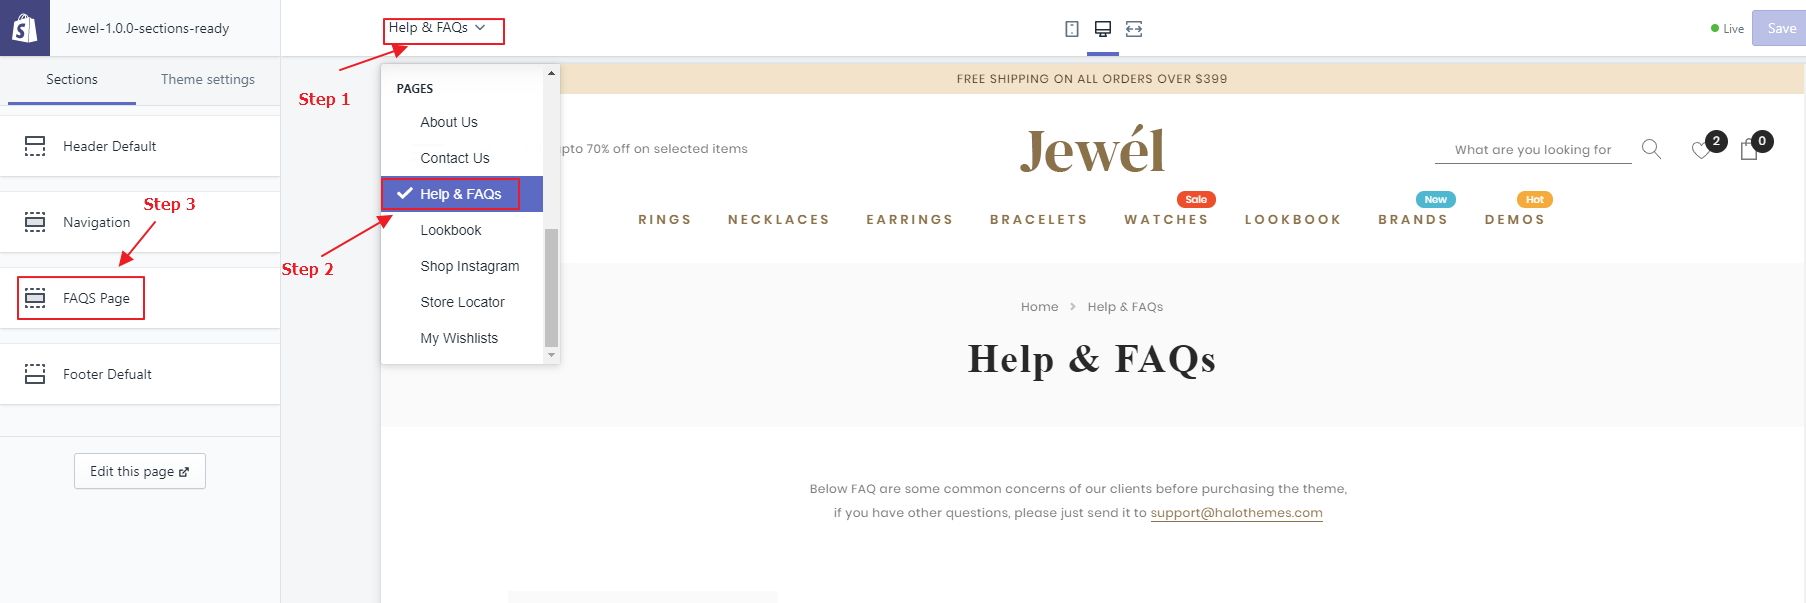 Jewel-1.0.0-sections-ready
Help & FAQs
Live
Save
Sections
Theme settings
Step 1
Header Default
Step 3
Navigation
FAQS Page
Footer Defualt
Edit this page
PAGES
About Us
Contact Us
Help & FAQs
Step 2
Lookbook
Shop Instagram
Store Locator
My Wishlists
FREE SHIPPING ON ALL ORDERS OVER $399
pto 70% off on selected items
Jewél
What are you looking for
2
0
Sale
New
Hot
RINGS NECKLACES EARRINGS BRACELETS WATCHES LOOKBOOK BRANDS DEMOS
Home > Help & FAQs
Help & FAQs
Below FAQ are some common concerns of our clients before purchasing the theme,
if you have other questions, please just send it to support@halothemes.com